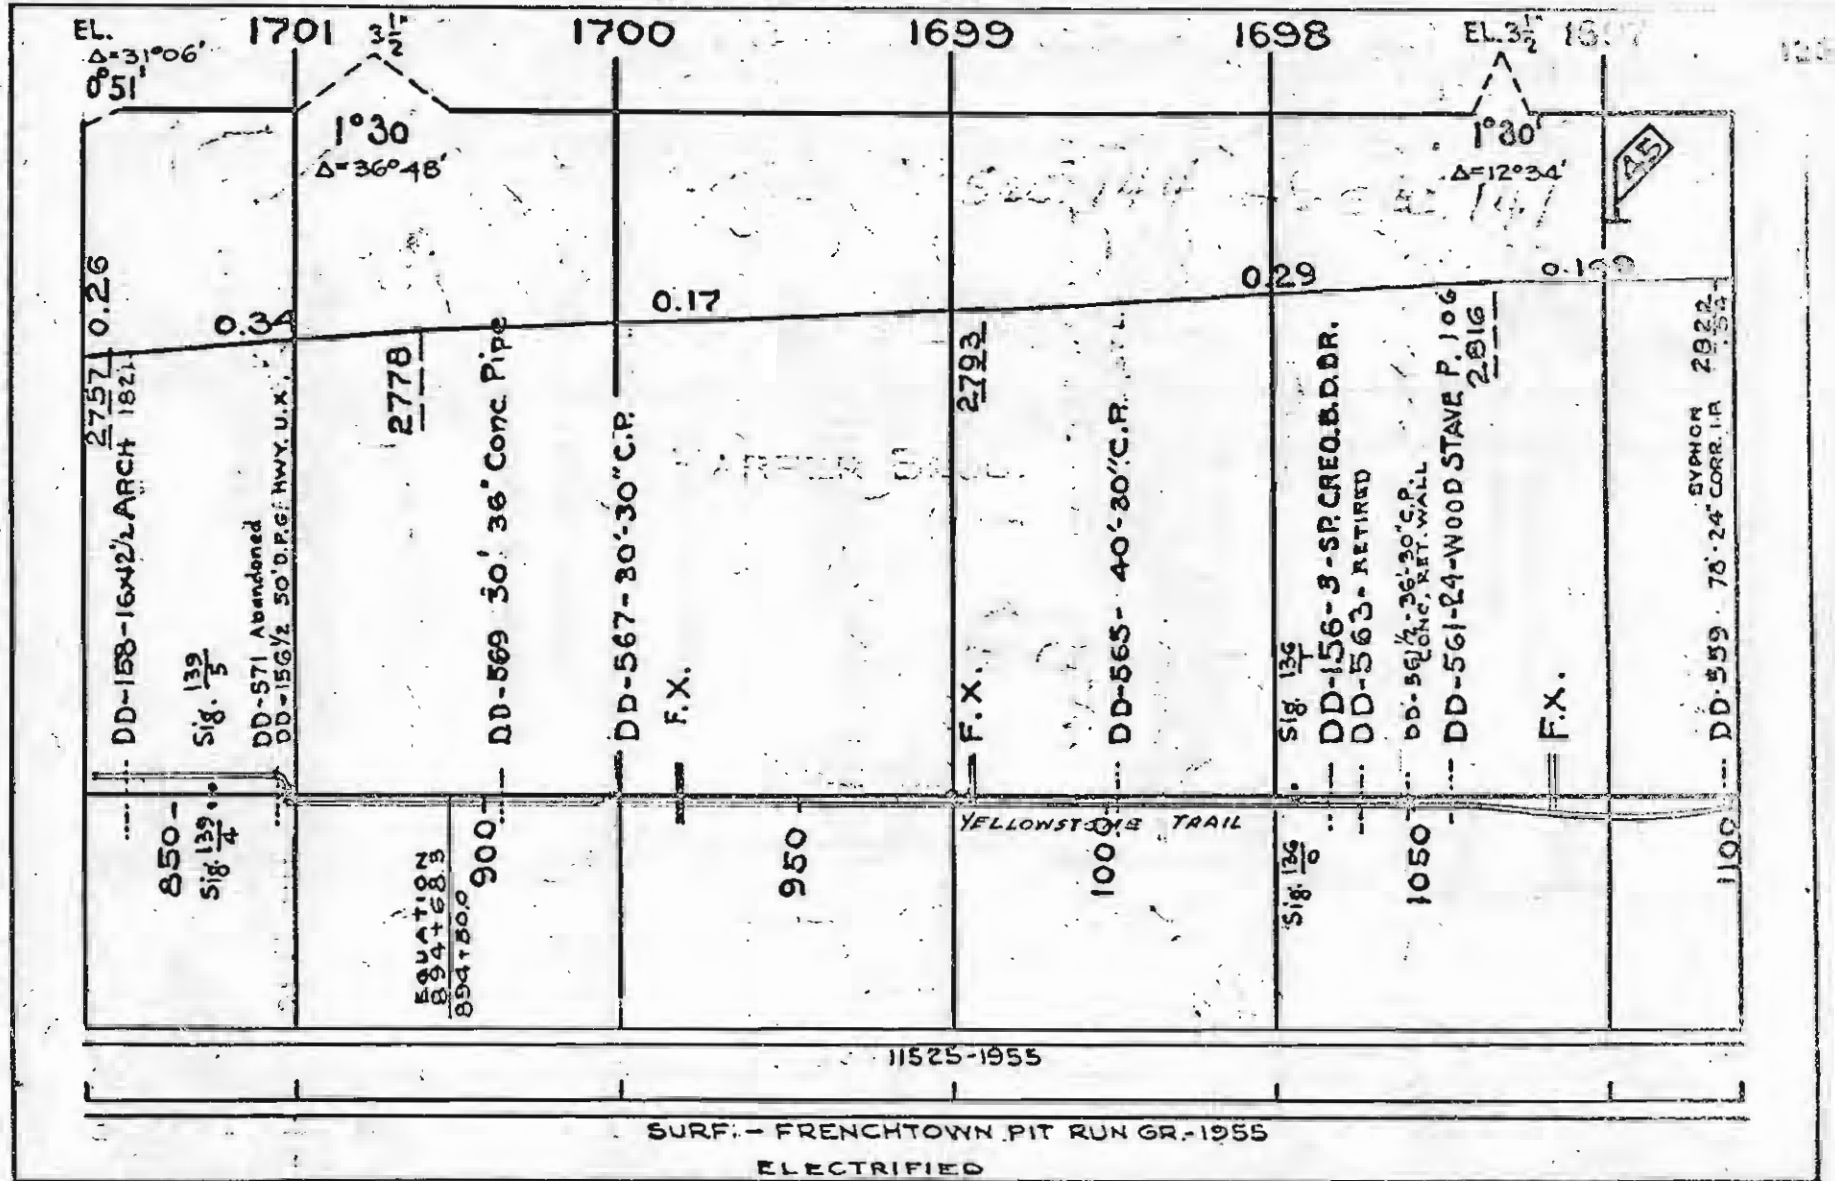 EL. 1701 3½" 1700 1699 1698 EL. 3½"
Δ=31°06'
0°51'
1°30
Δ=36°48'
1°30'
Δ=12°34'
A5
0.26
0.34
0.17
0.29
2757
2778
2793
2816
2822
DD-158-16x42½ ARCH 1821
Sig. 139/5
DD-571 Abandoned
DD-156½ 50' D.P.G. HWY. U.X.
DD-569 30' 36" Conc. Pipe
DD-567-30'-30" C.P.
F.X.
F.X.
DD-565-40'-30" C.P.
Sig. 136/1
DD-156-3-SP. CREO.B.D.BR.
DD-563-RETIRED
DD-561½-36'-30" C.P.
CONC. RET. WALL
DD-561-24-WOOD STAVE P. 106
F.X.
SYPHON
DD-559 78'-24" CORR. I.P.
YELLOWSTONE TRAIL
850
Sig. 139/4
EQUATION
894+68.3
894+50.0
900
950
1000
Sig. 136/0
1050
1100
11525-1955
SURF.-FRENCHTOWN PIT RUN GR.-1955
ELECTRIFIED